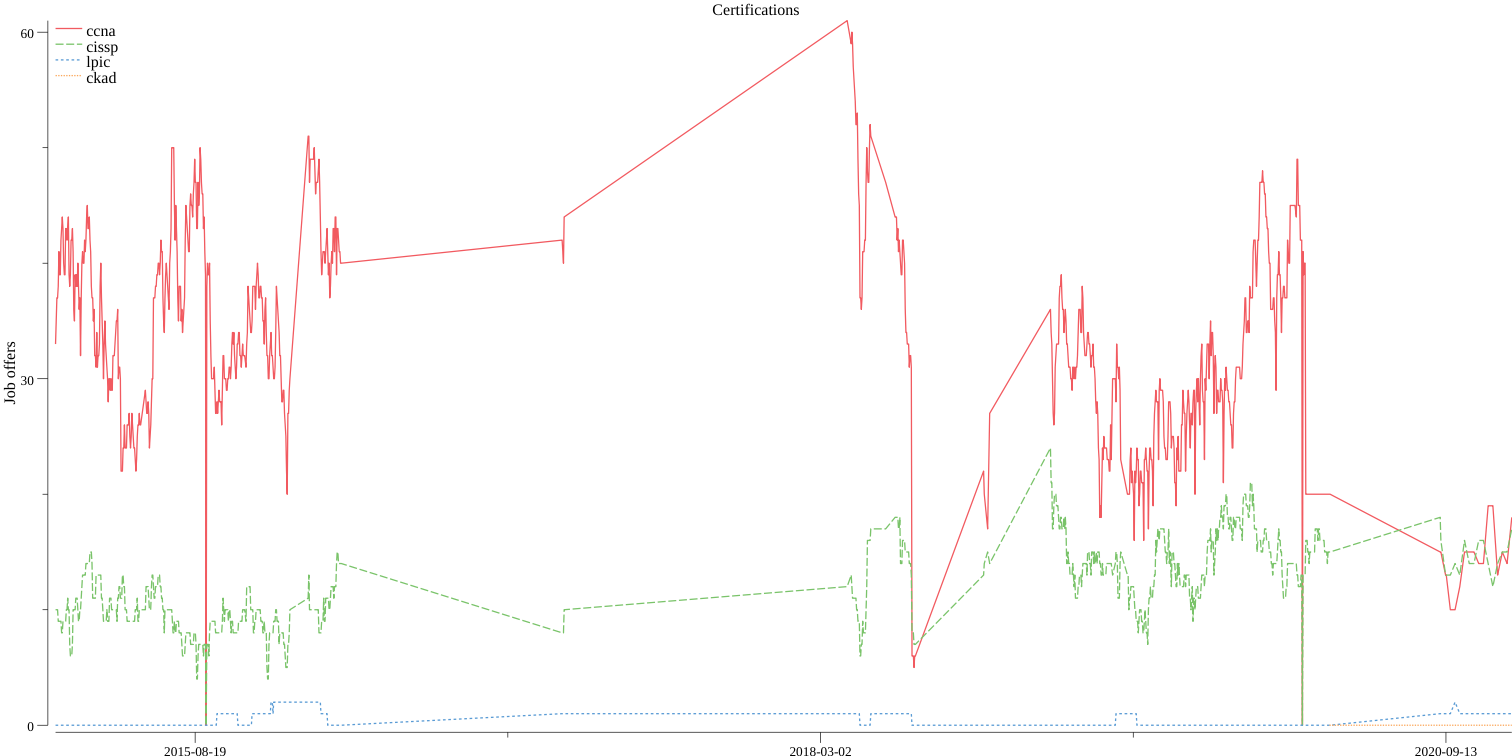 Certifications
60
ccna
cissp
lpic
ckad
Job offers
30
0
2015-08-19
2018-03-02
2020-09-13